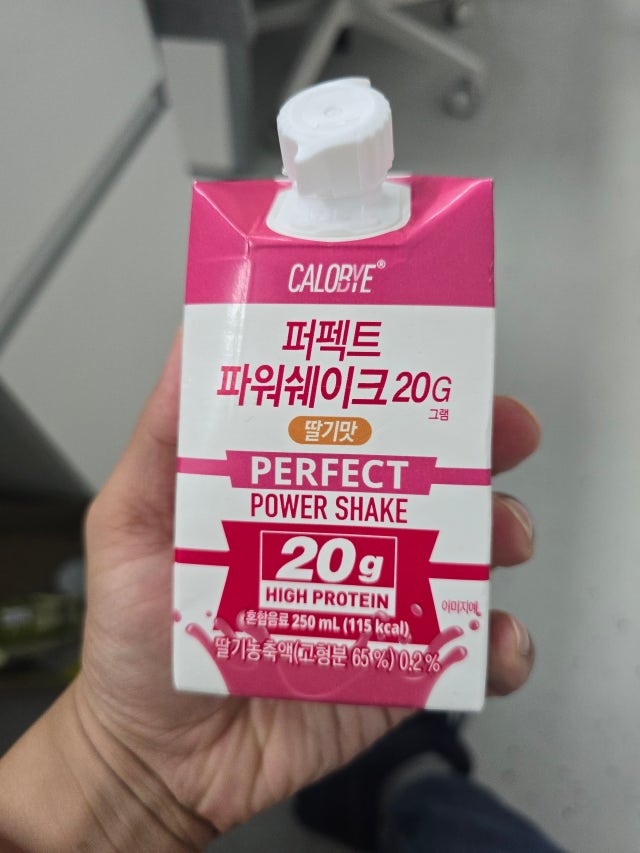 CALOBYE®
퍼펙트
파워쉐이크 20G
그램
딸기맛
PERFECT
POWER SHAKE
20g
HIGH PROTEIN
이미지예
혼합음료 250 mL (115 kcal)
딸기농축액(고형분 65%) 0.2%